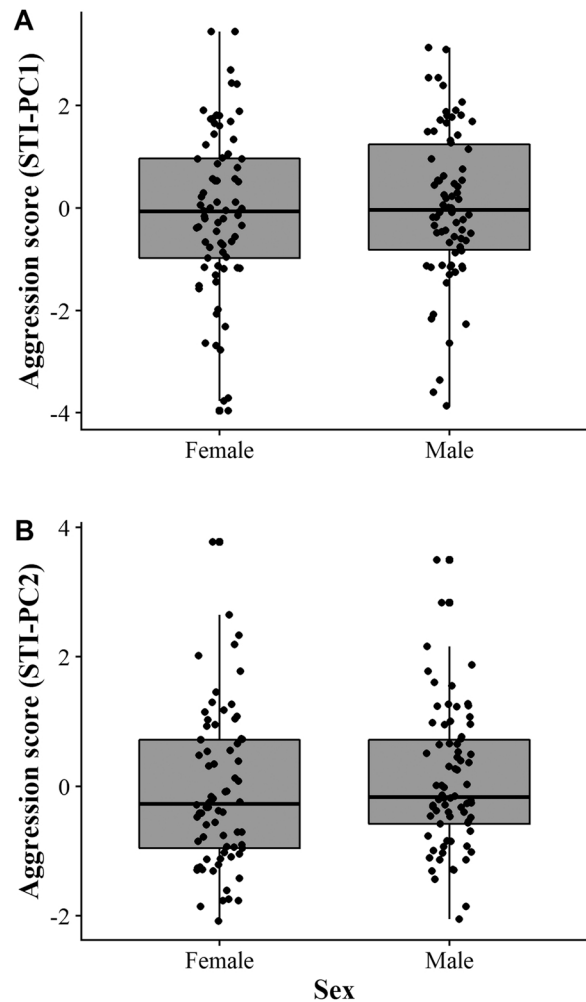 A
Aggression score (STI-PC1)
2
0
-2
-4
Female Male
B
Aggression score (STI-PC2)
4
2
0
-2
Female Male
Sex